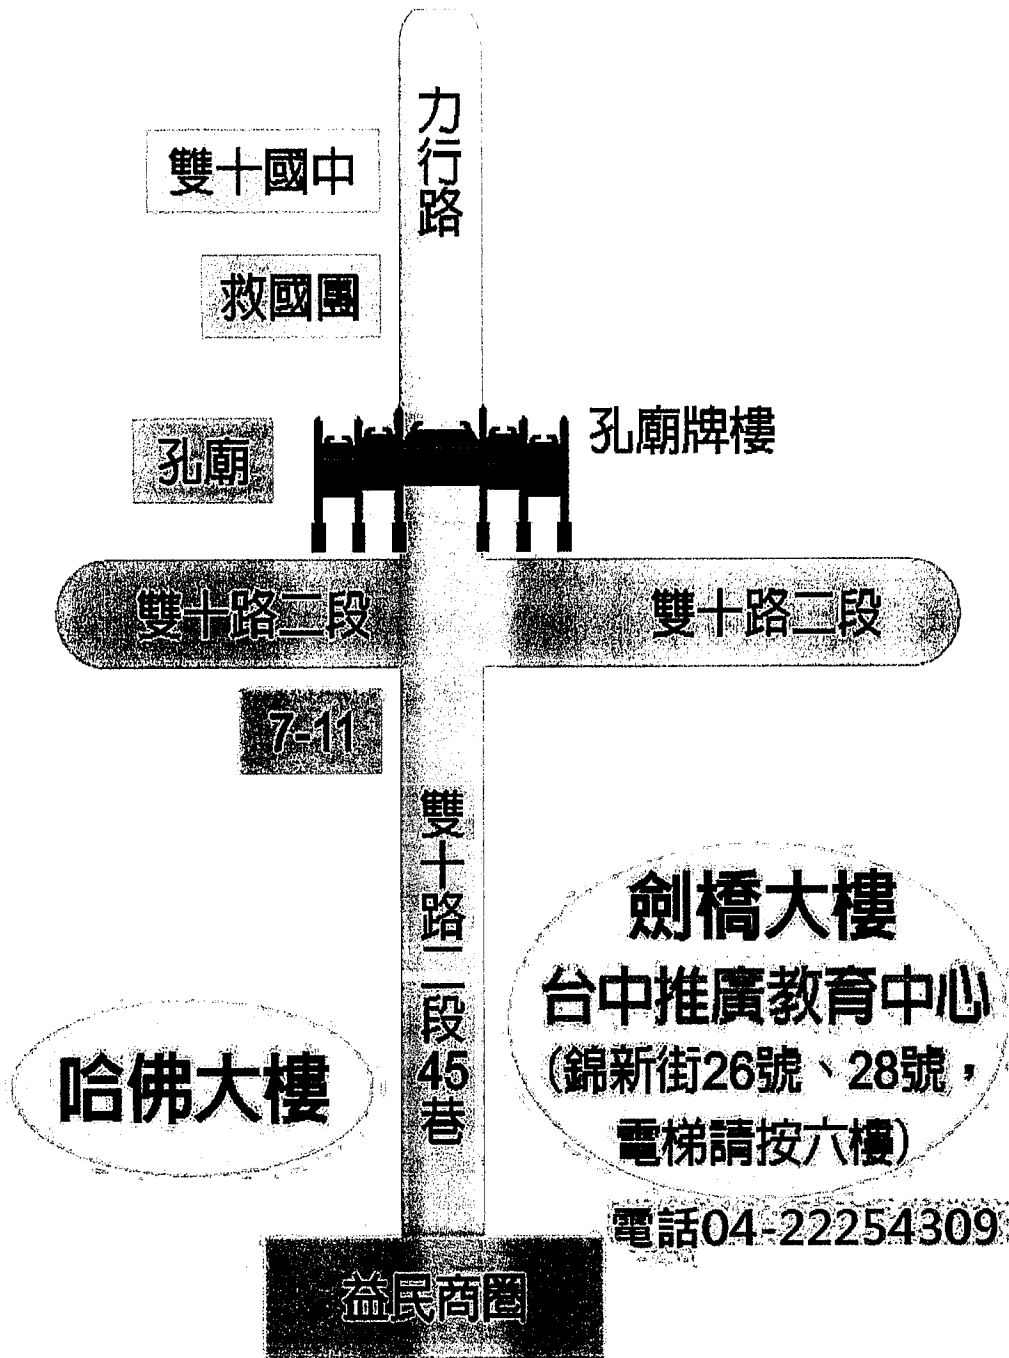 力行路
雙十國中
救國團
孔廟
孔廟牌樓
雙十路二段
雙十路二段
7-11
雙十路二段45巷
劍橋大樓
台中推廣教育中心
(錦新街26號、28號，
電梯請按六樓)
哈佛大樓
電話04-22254309
益民商圈